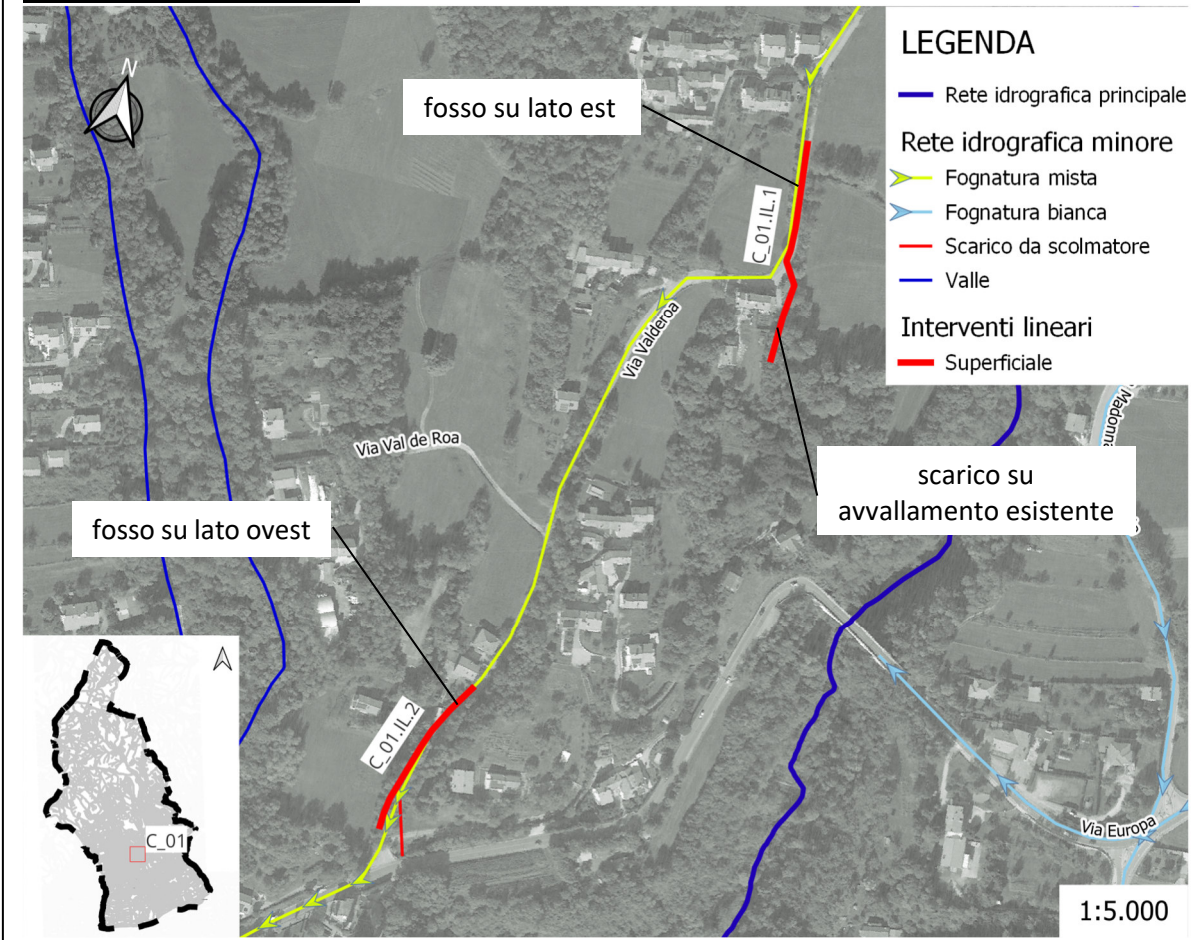 N
fosso su lato est
LEGENDA
Rete idrografica principale
Rete idrografica minore
Fognatura mista
Fognatura bianca
Scarico da scolmatore
Valle
Interventi lineari
Superficiale
C_01.IL.1
Via Valderoa
Via Val de Roa
Madonna
scarico su
avvallamento esistente
fosso su lato ovest
C_01.IL.2
C_01
Via Europa
1:5.000